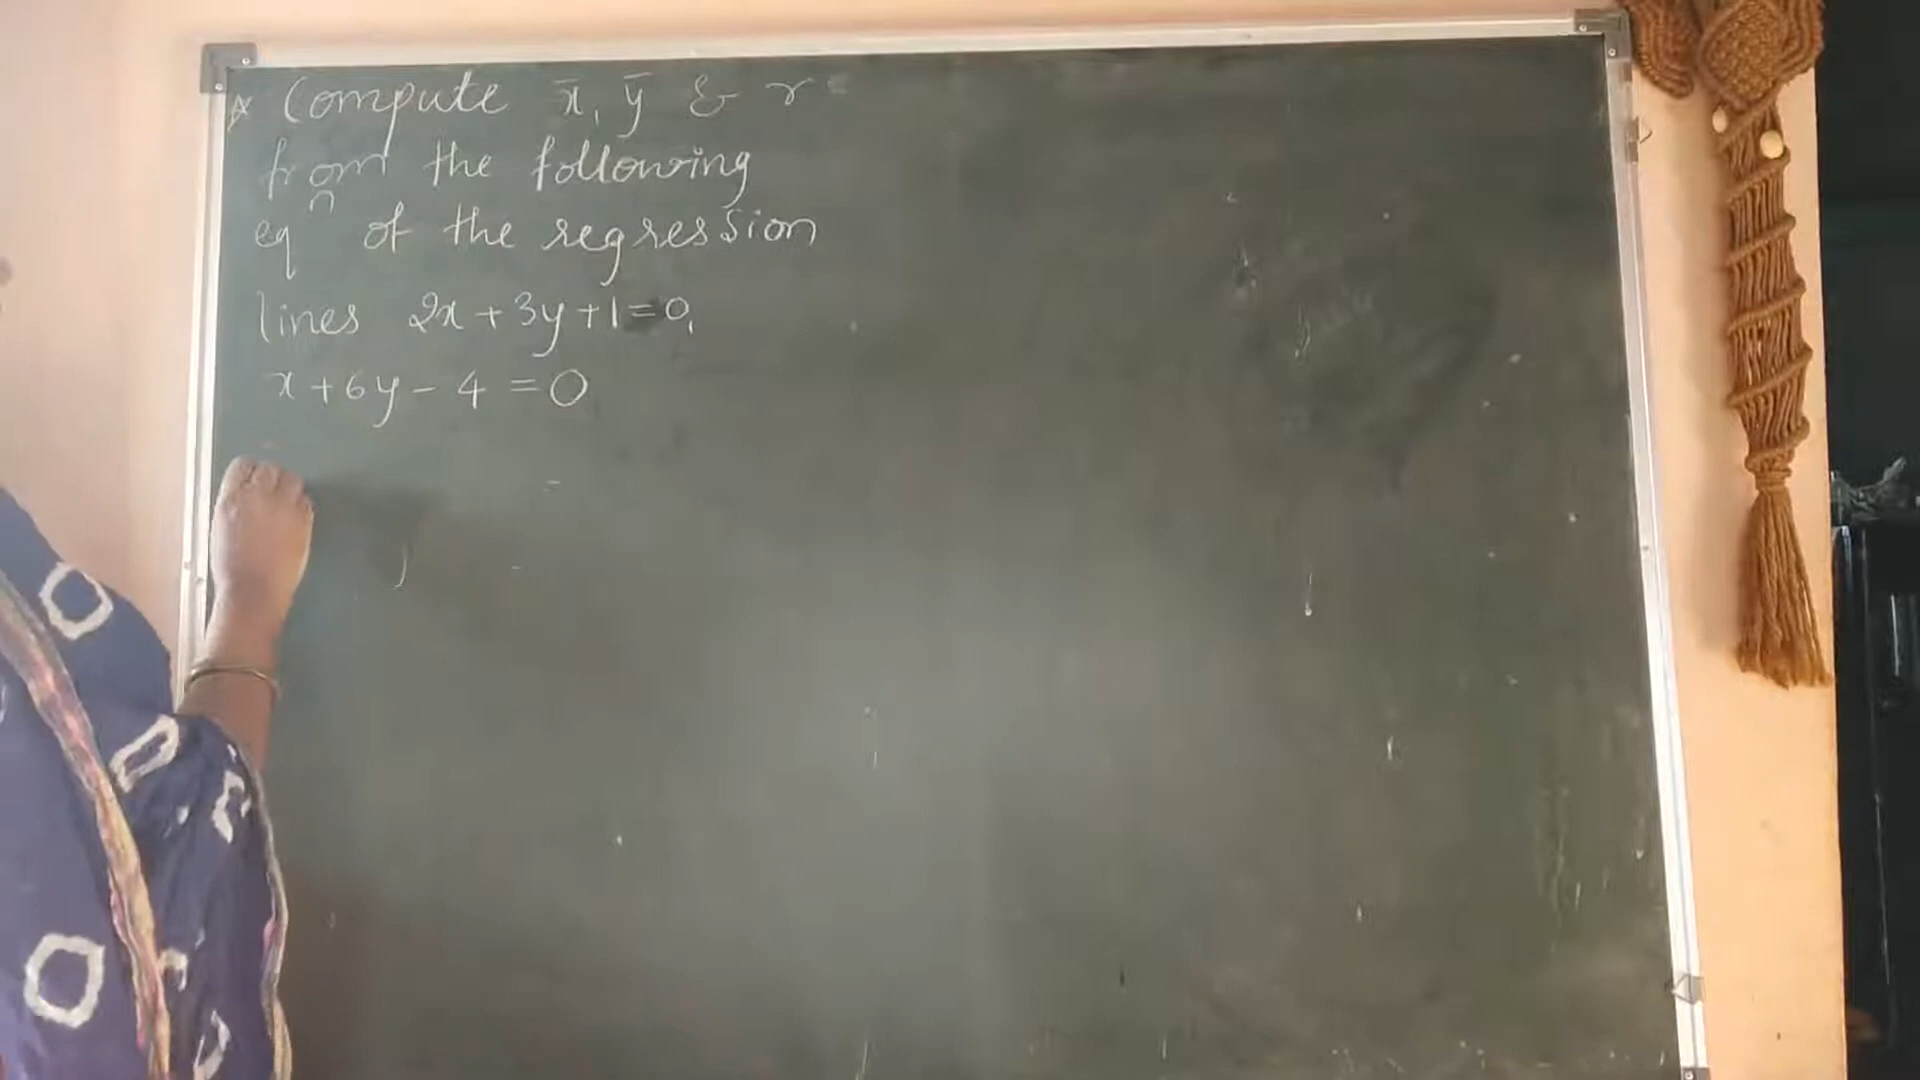 Compute x̄, ȳ & r
from the following
eqⁿ of the regression
lines 2x + 3y + 1 = 0,
x + 6y - 4 = 0